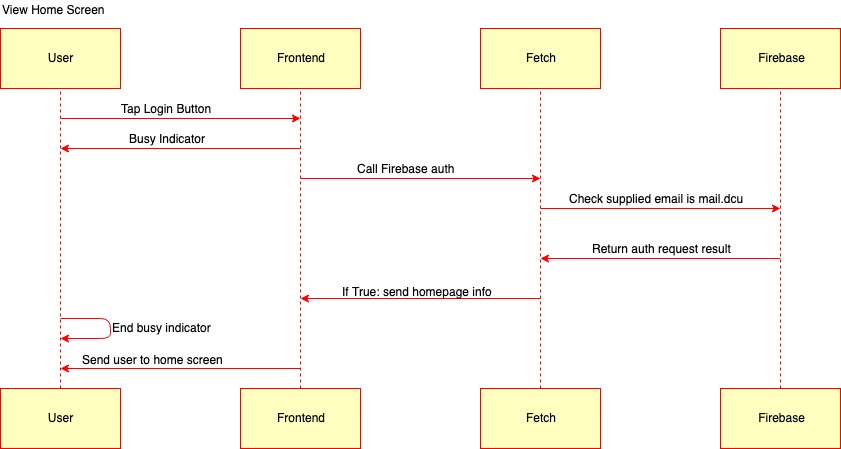 View Home Screen
User
Frontend
Fetch
Firebase
Tap Login Button
Busy Indicator
Call Firebase auth
Check supplied email is mail.dcu
Return auth request result
If True: send homepage info
End busy indicator
Send user to home screen
User
Frontend
Fetch
Firebase